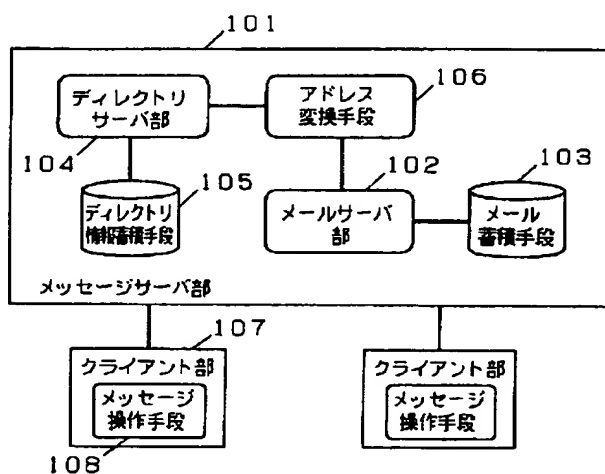 101
106
ディレクトリ
サーバ部
アドレス
変換手段
104
105
102
103
ディレクトリ
情報蓄積手段
メールサーバ
部
メール
蓄積手段
メッセージサーバ部
107
クライアント部
メッセージ
操作手段
108
クライアント部
メッセージ
操作手段